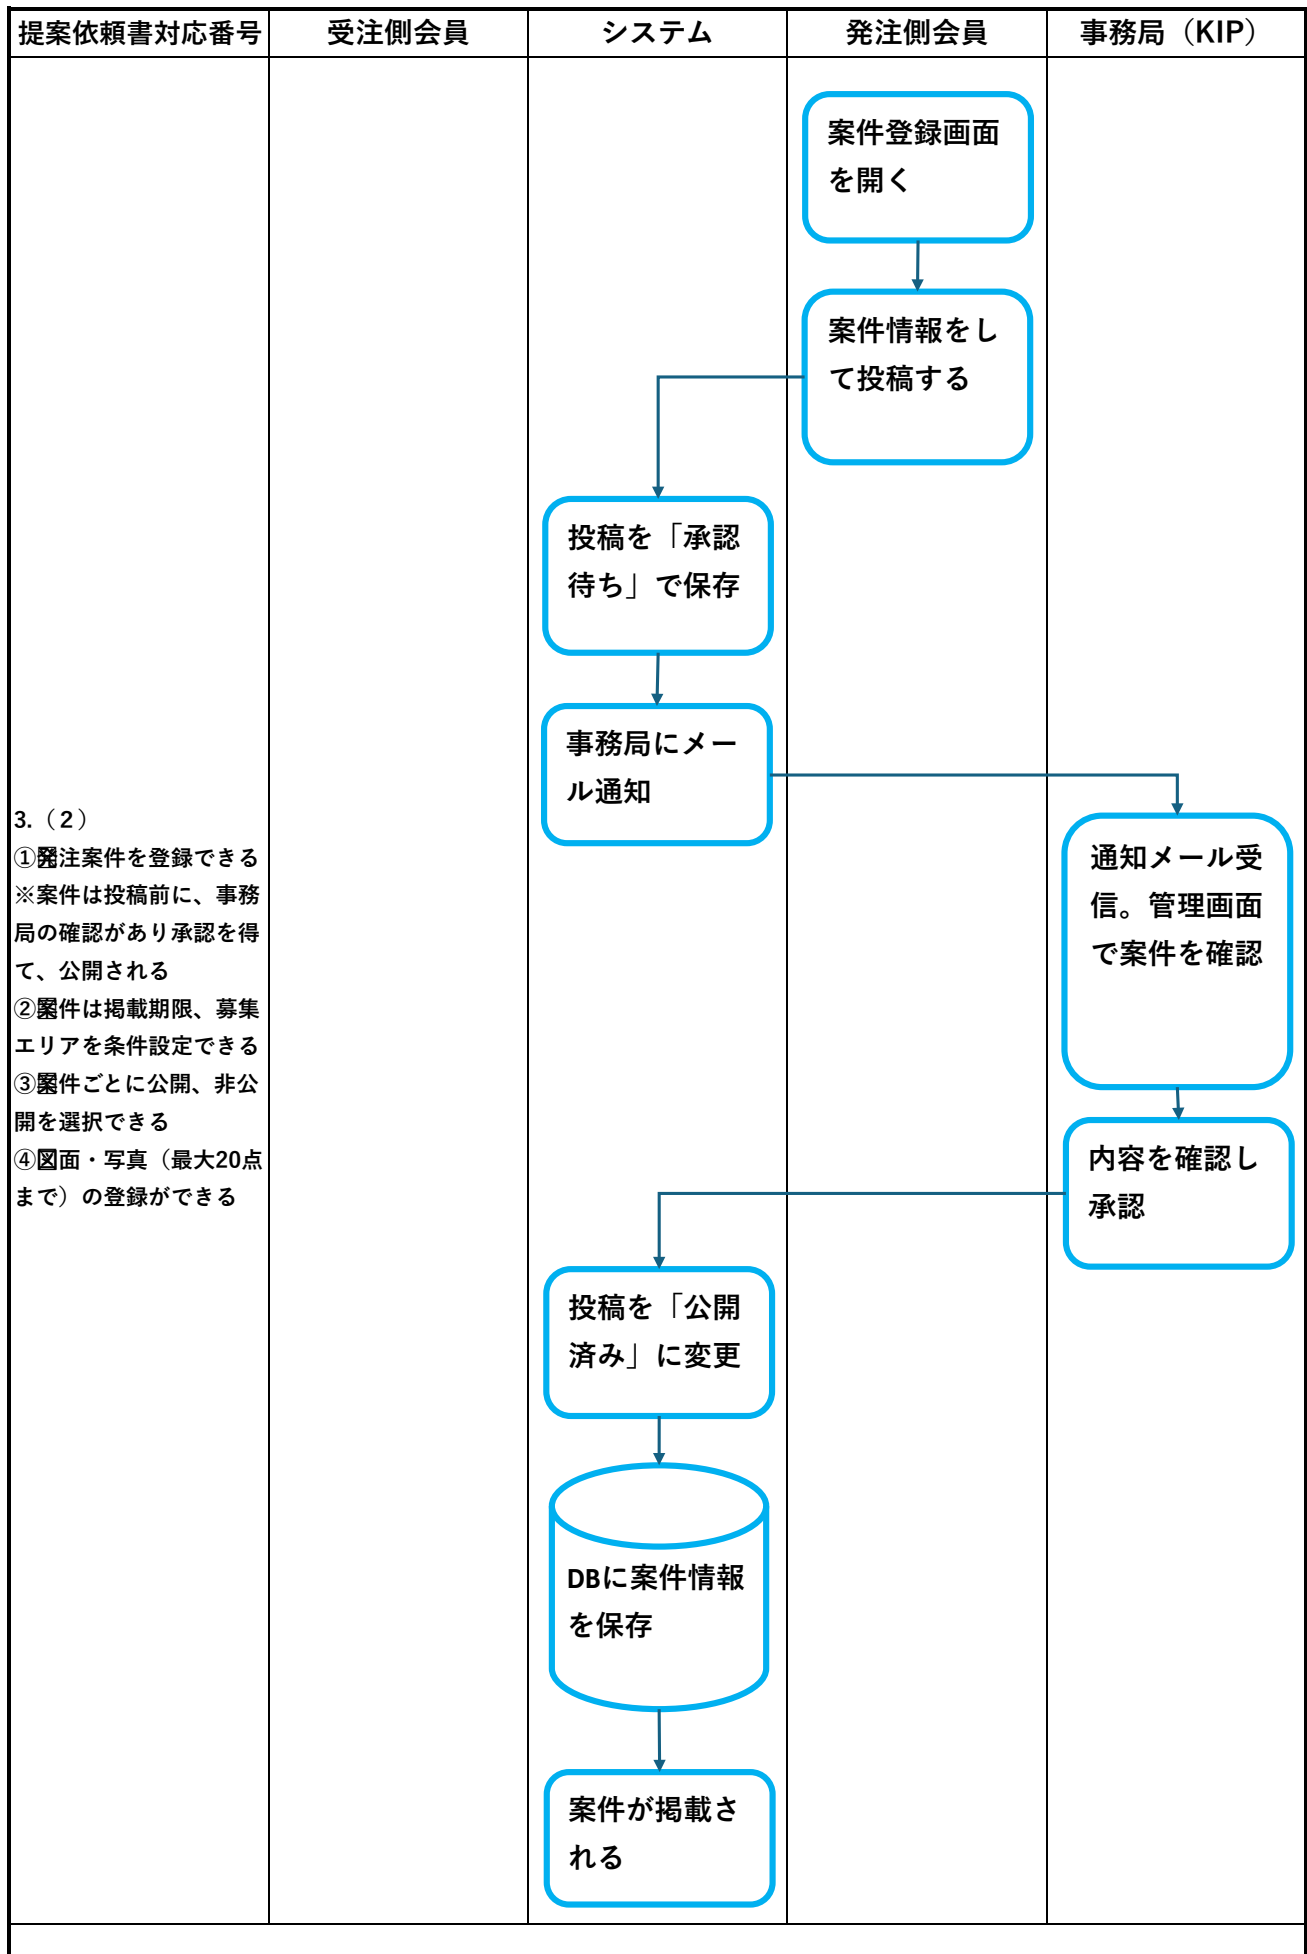 提案依頼書対応番号
受注側会員
システム
発注側会員
事務局（KIP）
案件登録画面
を開く
案件情報をし
て投稿する
投稿を「承認
待ち」で保存
事務局にメー
ル通知
3.（2）
①発注案件を登録できる
※案件は投稿前に、事務
局の確認があり承認を得
て、公開される
②案件は掲載期限、募集
エリアを条件設定できる
③案件ごとに公開、非公
開を選択できる
④図面・写真（最大20点
まで）の登録ができる
通知メール受
信。管理画面
で案件を確認
内容を確認し
承認
投稿を「公開
済み」に変更
DBに案件情報
を保存
案件が掲載さ
れる